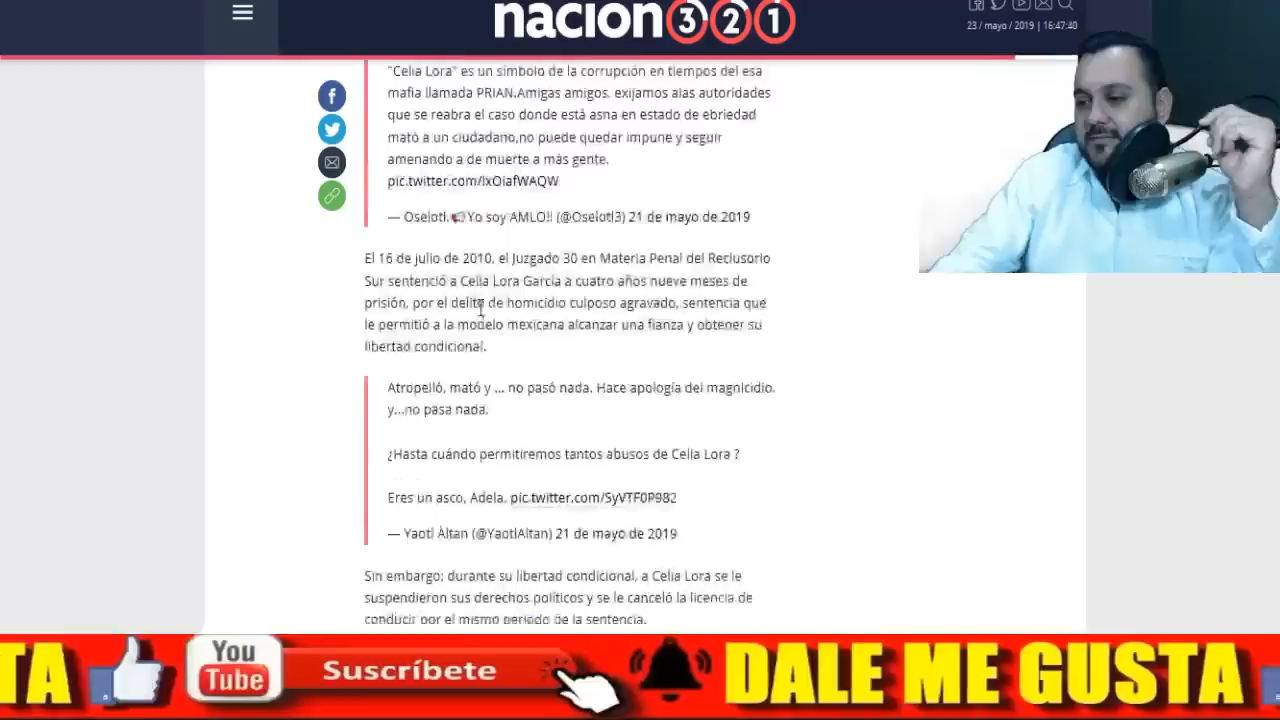 nacion321
23 / mayo / 2019 | 16:47:40
"Celia Lora" es un símbolo de la corrupción en tiempos del esa
mafia llamada PRIAN.Amigas amigos. exijamos alas autoridades
que se reabra el caso donde está asna en estado de ebriedad
mató a un ciudadano,no puede quedar impune y seguir
amenando a de muerte a más gente.
pic.twitter.com/IxOiafWAQW
— Oselotl. Yo soy AMLO!! (@Oselotl3) 21 de mayo de 2019
El 16 de julio de 2010, el Juzgado 30 en Materia Penal del Reclusorio
Sur sentenció a Celia Lora García a cuatro años nueve meses de
prisión, por el delito de homicidio culposo agravado, sentencia que
le permitió a la modelo mexicana alcanzar una fianza y obtener su
libertad condicional.
Atropelló, mató y ... no pasó nada. Hace apología del magnicidio.
y...no pasa nada.
¿Hasta cuándo permitiremos tantos abusos de Celia Lora ?
Eres un asco, Adela. pic.twitter.com/SyVTF0P982
— Yaotl Àltan (@YaotlAltan) 21 de mayo de 2019
Sin embargo; durante su libertad condicional, a Celia Lora se le
suspendieron sus derechos políticos y se le canceló la licencia de
conducir por el mismo periodo de la sentencia.
TA You Tube Suscríbete DALE ME GUSTA